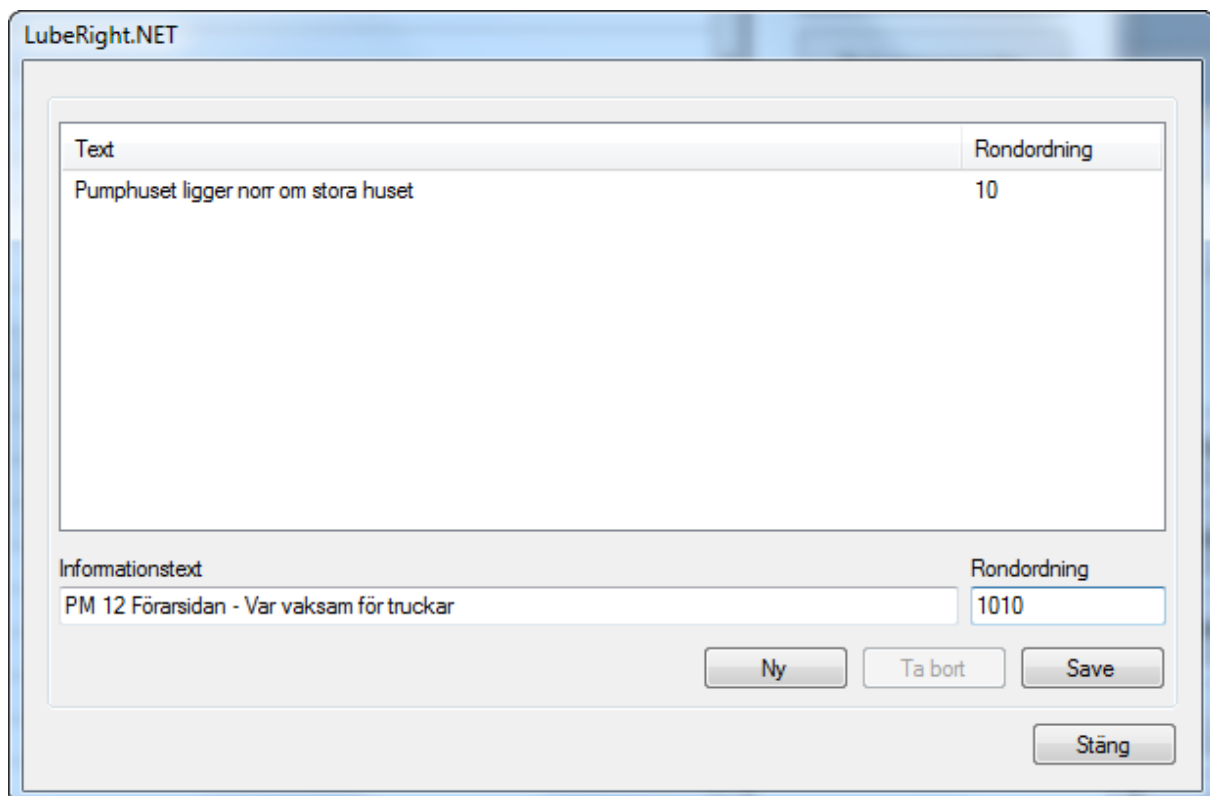 LubeRight.NET
Text Rondordning
Pumphuset ligger norr om stora huset 10
Informationstext Rondordning
PM 12 Förarsidan - Var vaksam för truckar 1010
Ny Ta bort Save
Stäng